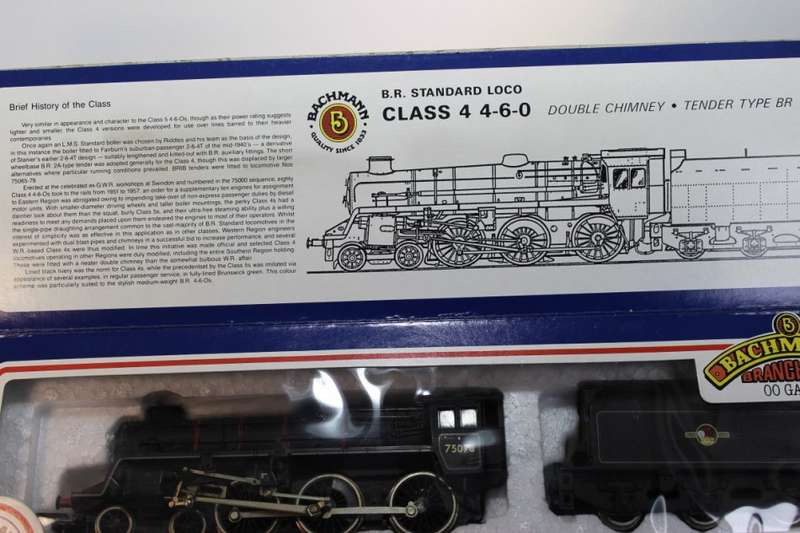 Brief History of the Class
Very similar in appearance and character to the Class 5 4-6-0s, though as their power rating suggests
lighter and smaller, the Class 4 versions were developed for use over lines barred to their heavier
contemporaries.
Once again an L.M.S. Standard boiler was chosen by Riddles and his team as the basis of the design,
in this instance the boiler fitted to Fairburn's suburban-passenger 2-6-4T of the mid-1940's — a derivative
of Stanier's earlier 2-6-4T design — suitably lengthened and kitted-out with B.R. auxiliary fittings. The short
wheelbase B.R. 2A-type tender was adopted generally for the Class 4, though this was displaced by larger
alternatives where particular running conditions prevailed. BR1B tenders were fitted to locomotive Nos
75065-79.
Erected at the celebrated ex-G.W.R. workshops at Swindon and numbered in the 75000 sequence, eighty
Class 4 4-6-0s took to the rails from 1951 to 1957; an order for a supplementary ten engines for assignment
to Eastern Region was abrogated owing to impending take-over of non-express passenger duties by diesel
motor units. With smaller-diameter driving wheels and taller boiler mountings, the perky Class 4s had a
daintier look about them than the squat, burly Class 5s, and their ultra-free steaming ability plus a willing
readiness to meet any demands placed upon them endeared the engines to most of their operators. Whilst
the single-pipe draughting arrangement common to the vast-majority of B.R. Standard locomotives in the
interest of simplicity was as effective in this application as in other classes, Western Region engineers
experimented with dual blast-pipes and chimneys in a successful bid to increase performance, and several
W.R. based Class 4s were thus modified. In time this initiative was made official and selected Class 4
locomotives operating in other Regions were duly modified, including the entire Southern Region holding.
These were fitted with a neater double chimney than the somewhat bulbous W.R. affair.
Lined black livery was the norm for Class 4s, while the precedent set by the Class 5s was imitated via
appearance of several examples, in regular passenger service, in fully-lined Brunswick green. This colour
scheme was particularly suited to the stylish medium-weight B.R. 4-6-0s.
BACHMANN
B
QUALITY SINCE 1833
B.R. STANDARD LOCO
CLASS 4 4-6-0 DOUBLE CHIMNEY • TENDER TYPE BR
B
BACHMANN
BRANCH
OO GA